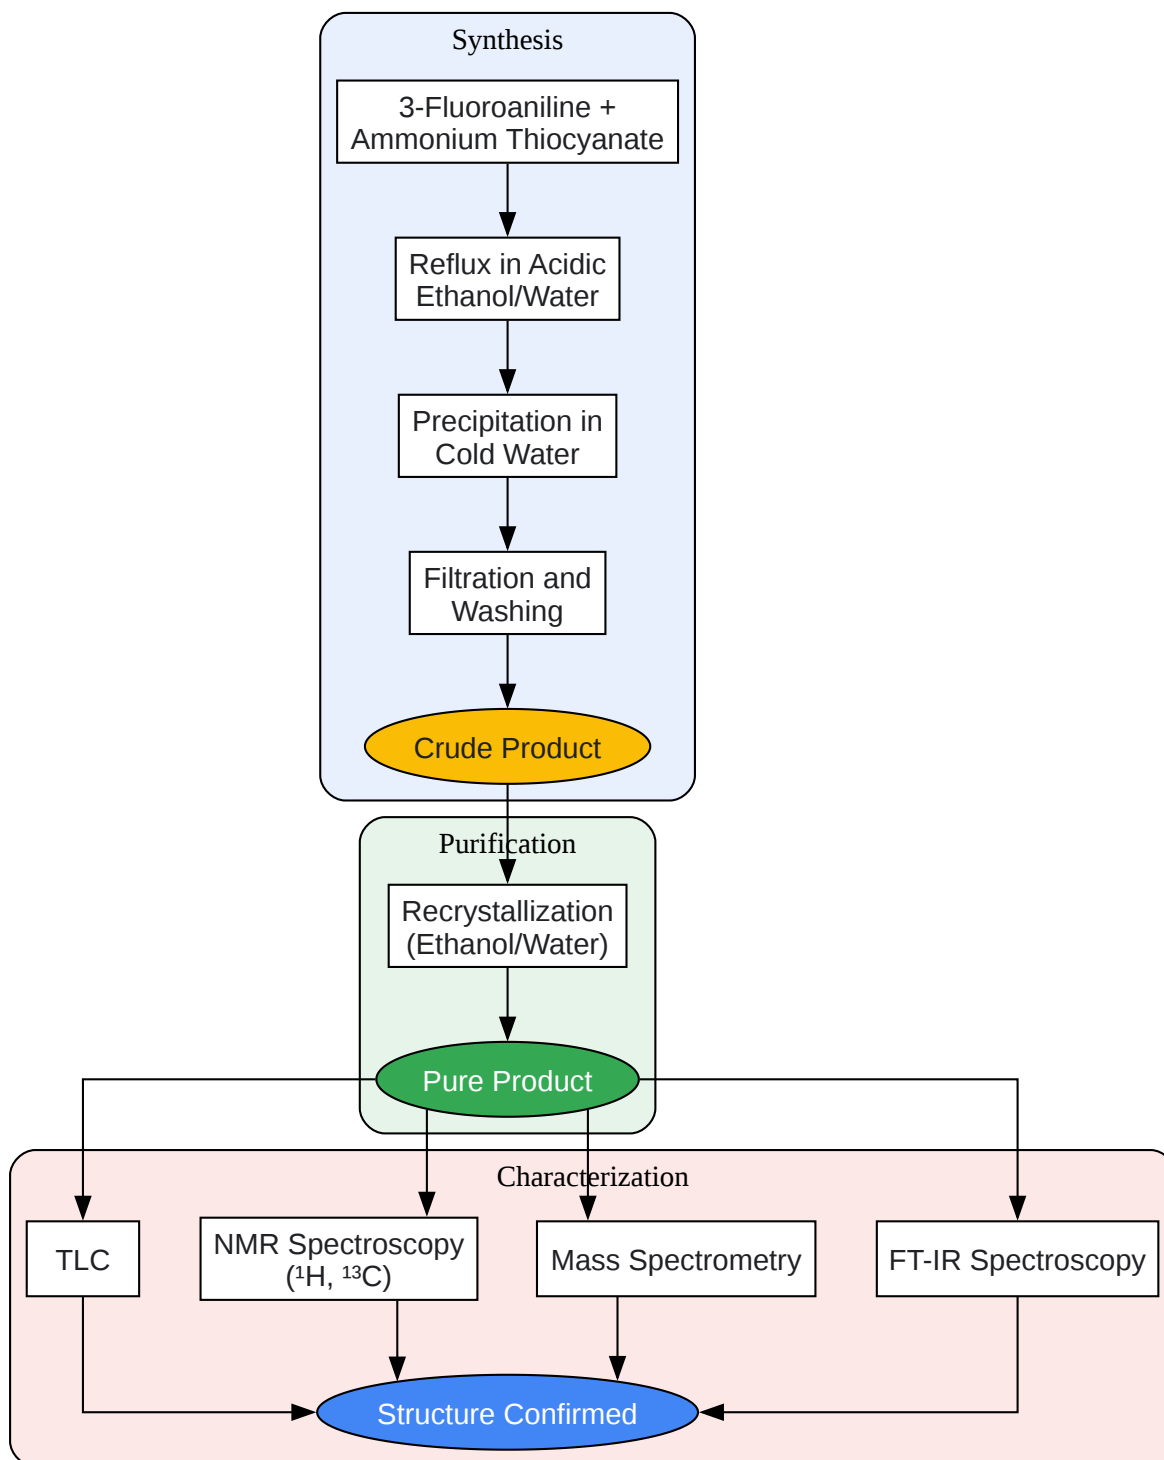 Synthesis
3-Fluoroaniline +
Ammonium Thiocyanate
Reflux in Acidic
Ethanol/Water
Precipitation in
Cold Water
Filtration and
Washing
Crude Product
Purification
Recrystallization
(Ethanol/Water)
Pure Product
Characterization
TLC
NMR Spectroscopy
(¹H, ¹³C)
Mass Spectrometry
FT-IR Spectroscopy
Structure Confirmed